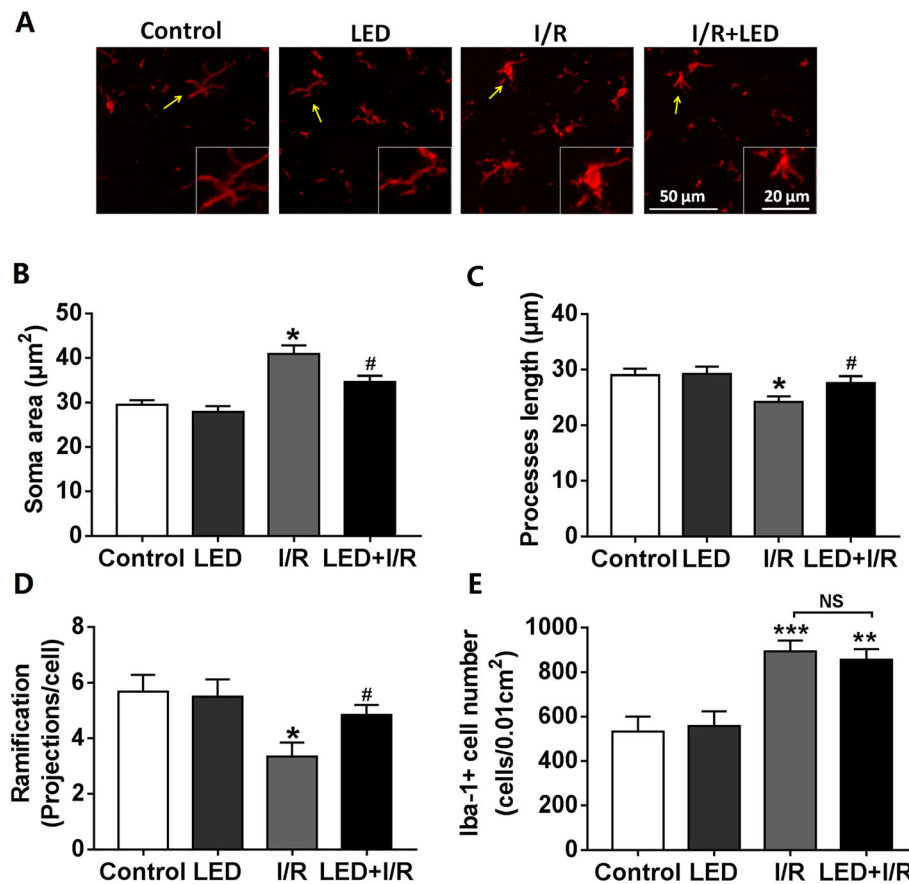 A
Control LED I/R I/R+LED
50 µm 20 µm
B
Soma area (µm²)
50
40
30
20
10
0
*
#
Control LED I/R LED+I/R
C
Processes length (µm)
40
30
20
10
0
*
#
Control LED I/R LED+I/R
D
Ramification
(Projections/cell)
8
6
4
2
0
*
#
Control LED I/R LED+I/R
E
Iba-1+ cell number
(cells/0.01cm²)
1000
800
600
400
200
0
NS
***
**
Control LED I/R LED+I/R